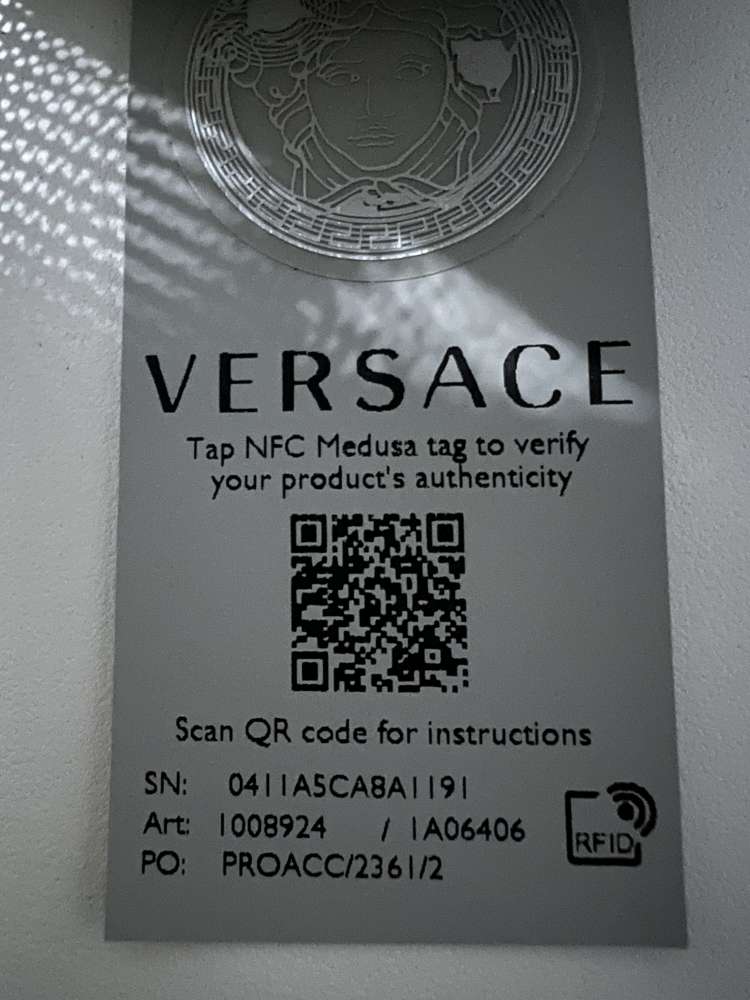 VERSACE
Tap NFC Medusa tag to verify
your product's authenticity
Scan QR code for instructions
SN: 0411A5CA8A1191
Art: 1008924 / 1A06406
PO: PROACC/2361/2
RFID